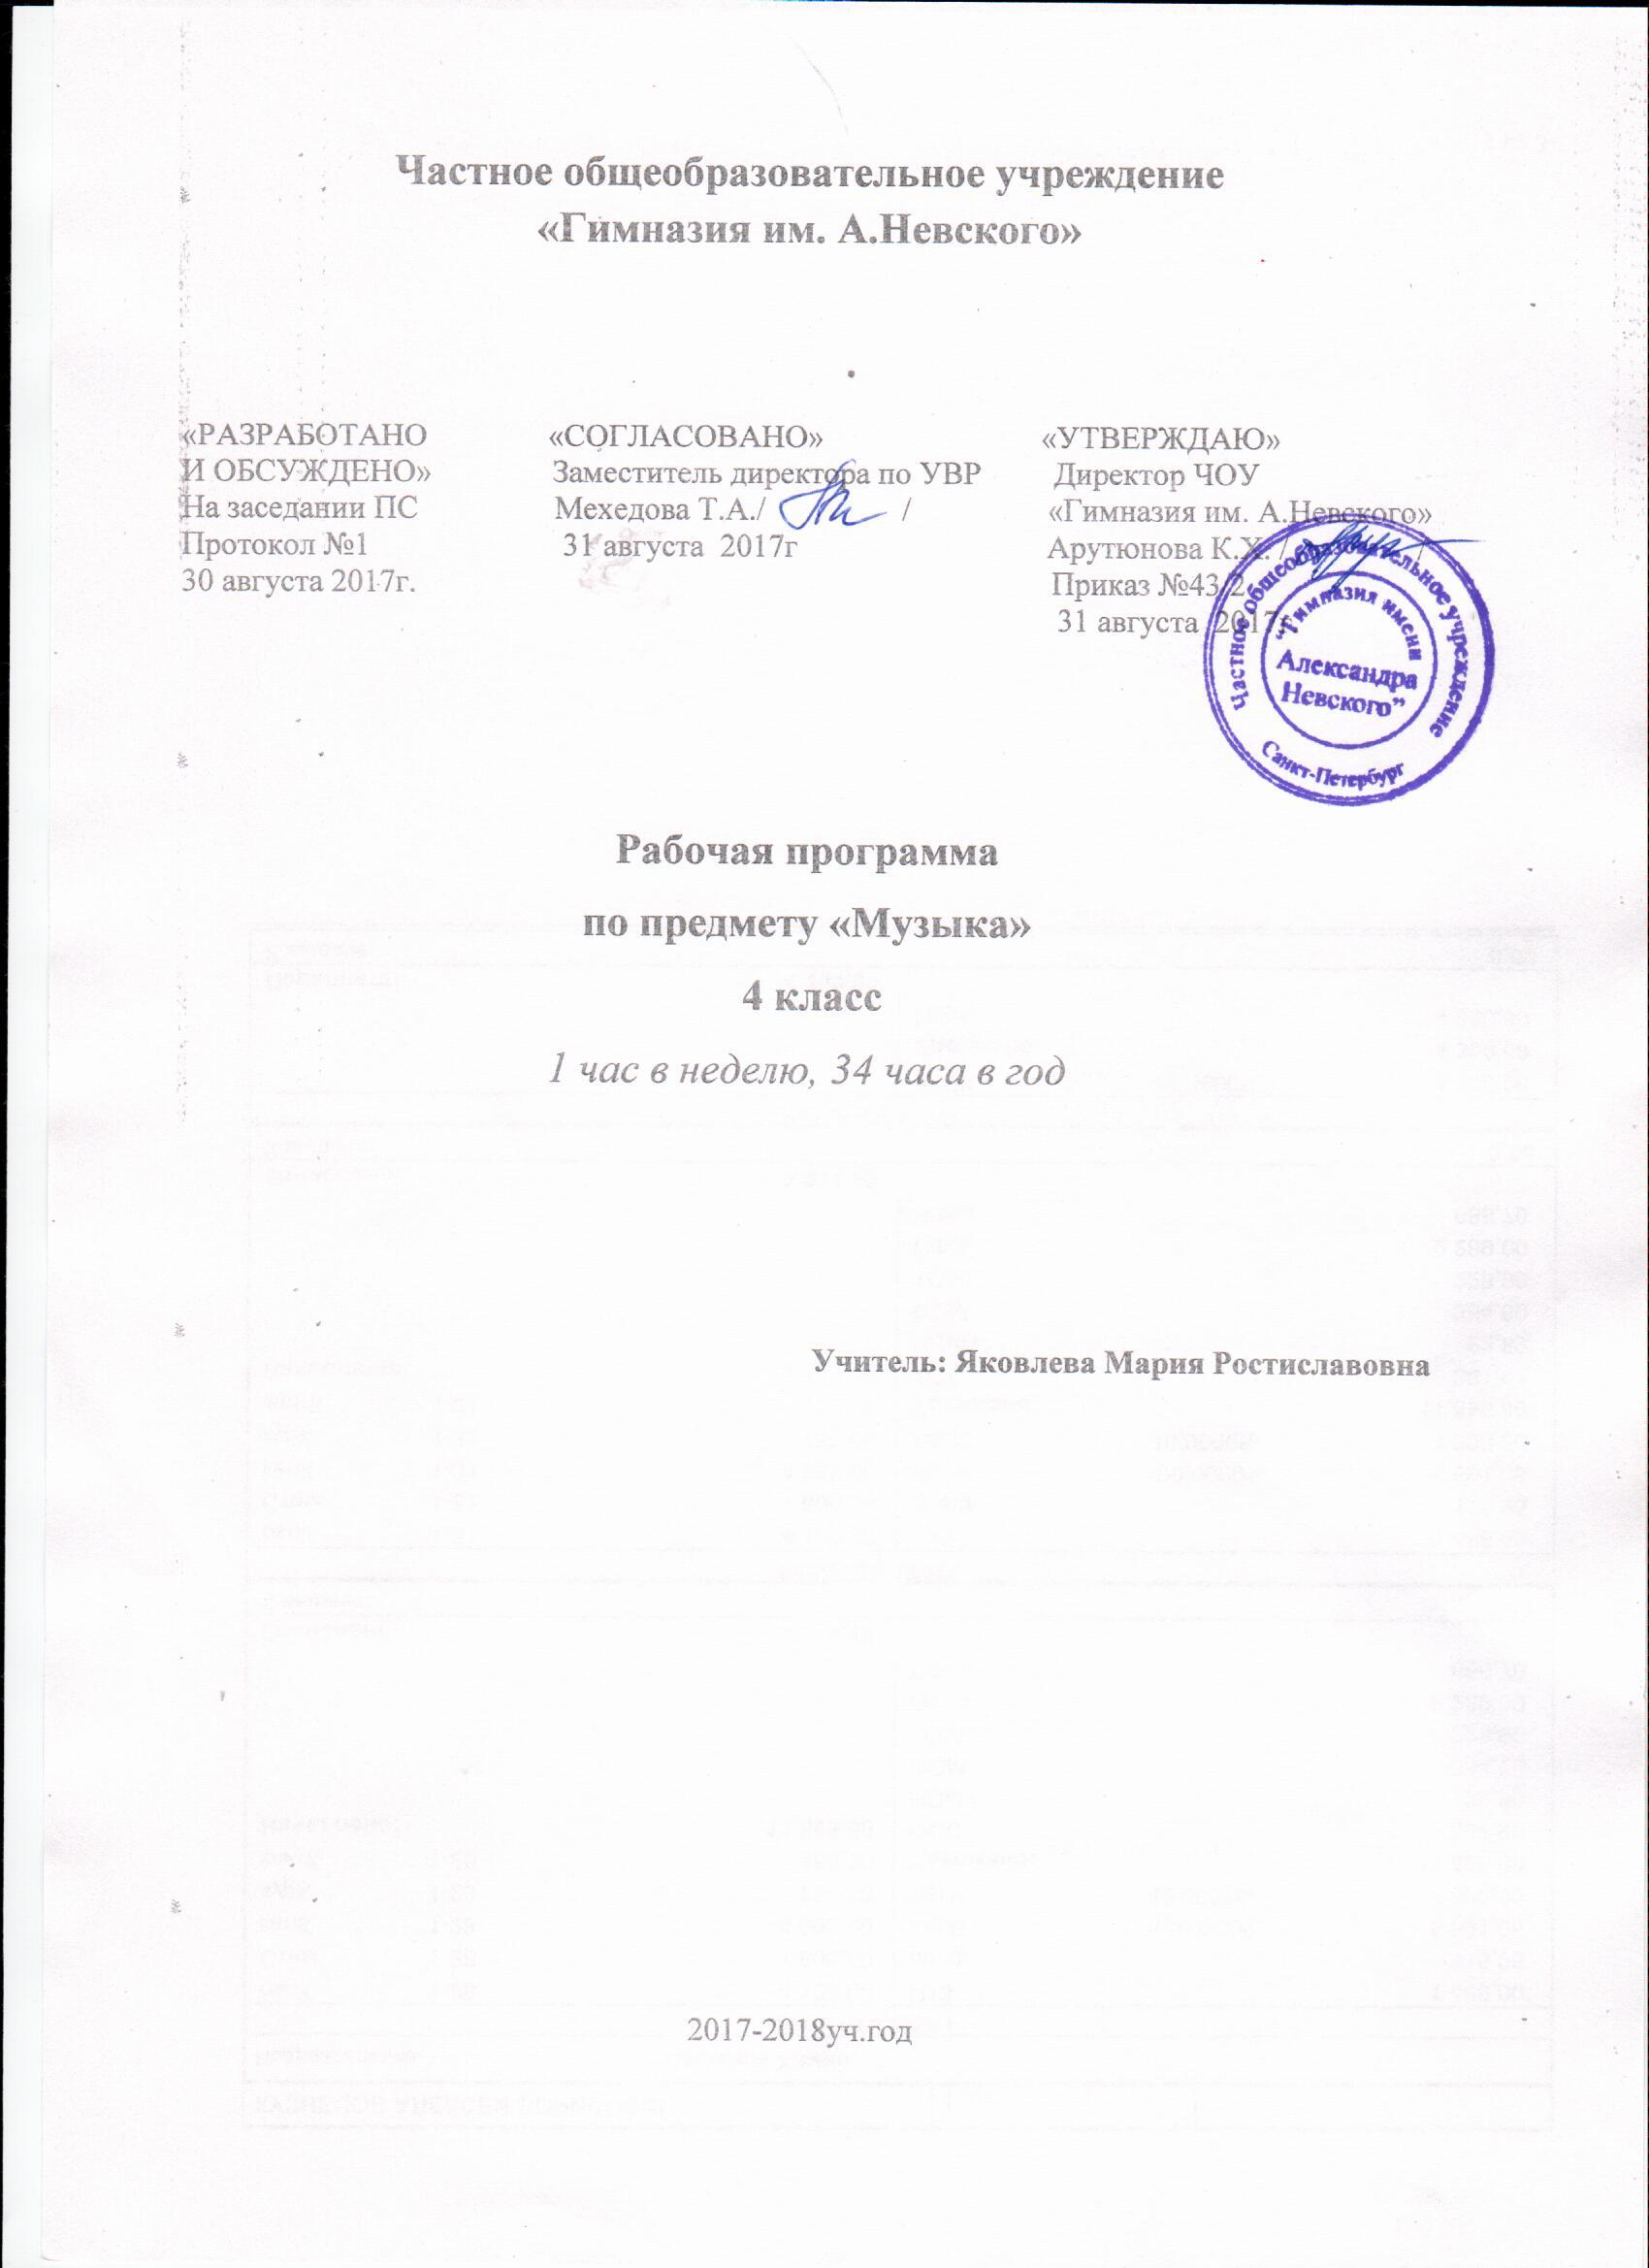 Частное общеобразовательное учреждение
«Гимназия им. А.Невского»
«РАЗРАБОТАНО
И ОБСУЖДЕНО»
На заседании ПС
Протокол №1
30 августа 2017г.
«СОГЛАСОВАНО»
Заместитель директора по УВР
Мехедова Т.А./ /
31 августа 2017г
«УТВЕРЖДАЮ»
Директор ЧОУ
«Гимназия им. А.Невского»
Арутюнова К.Х. / /
Приказ №43/2
31 августа 2017г
Частное общеобразовательное учреждение
"Гимназия имени
Александра
Невского"
Санкт-Петербург
Рабочая программа
по предмету «Музыка»
4 класс
1 час в неделю, 34 часа в год
Учитель: Яковлева Мария Ростиславовна
2017-2018уч.год